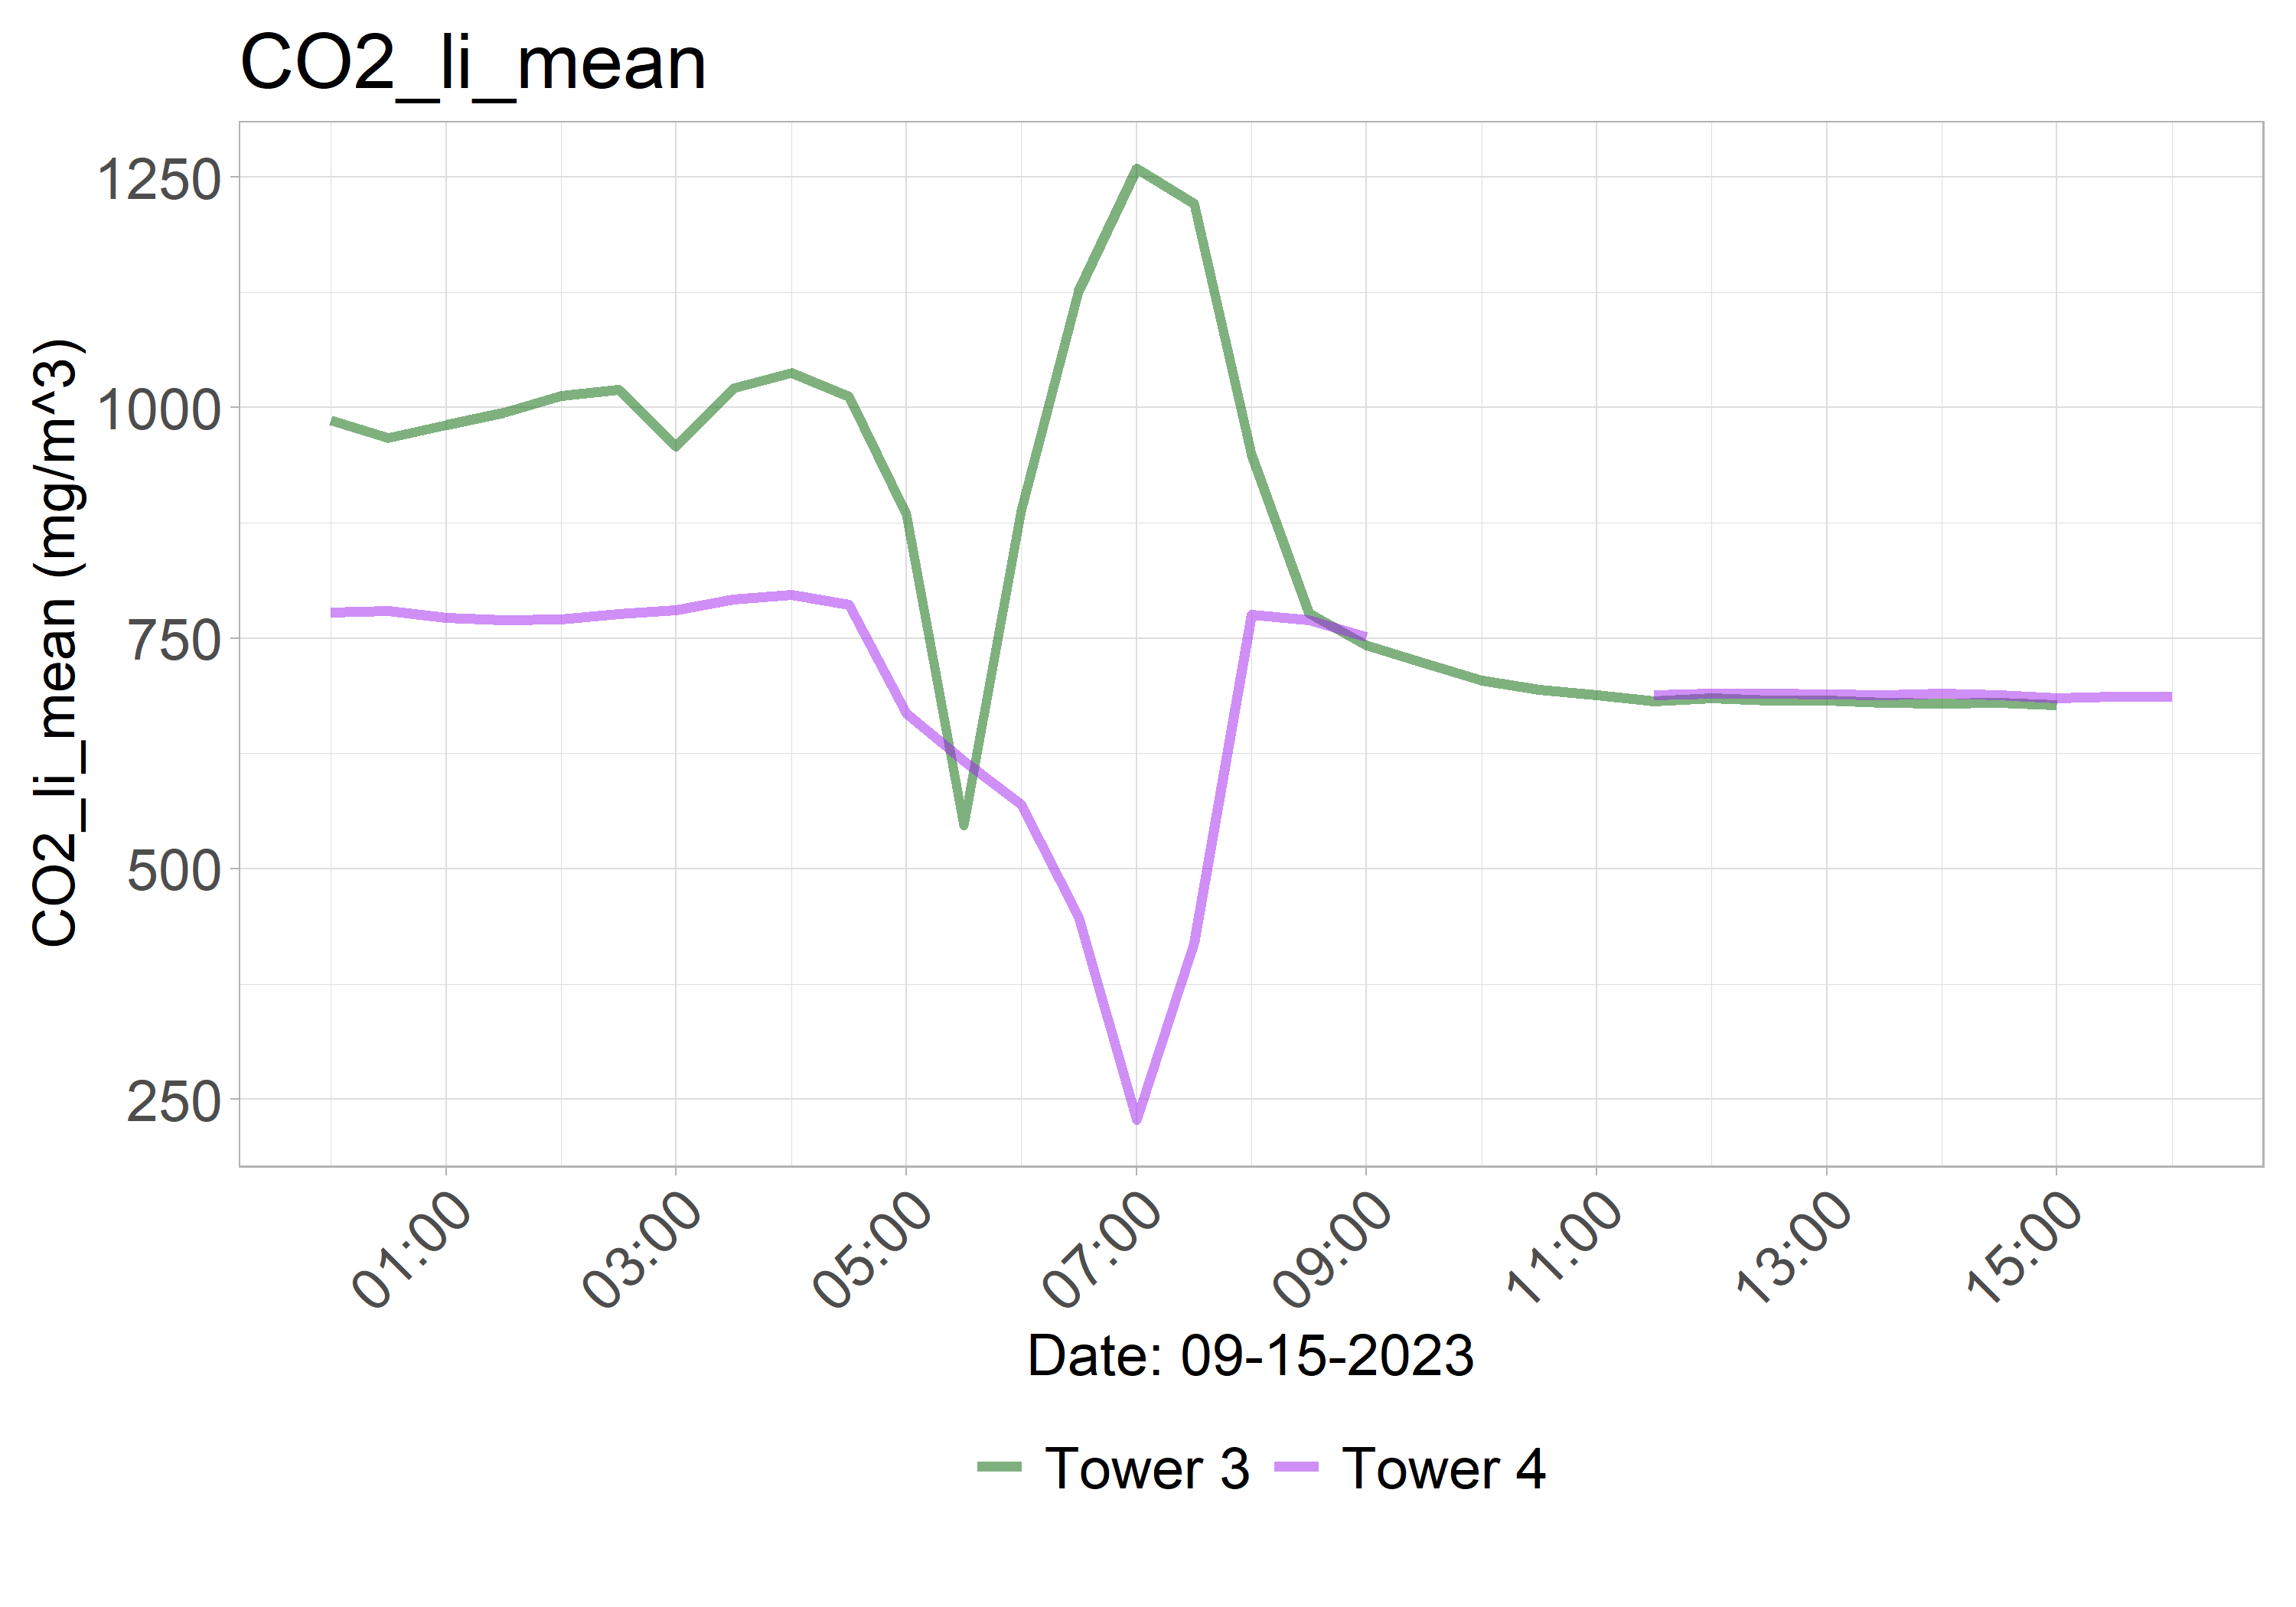 CO2_li_mean
CO2_li_mean (mg/m^3)
1250
1000
750
500
250
01:00
03:00
05:00
07:00
09:00
11:00
13:00
15:00
Date: 09-15-2023
Tower 3
Tower 4